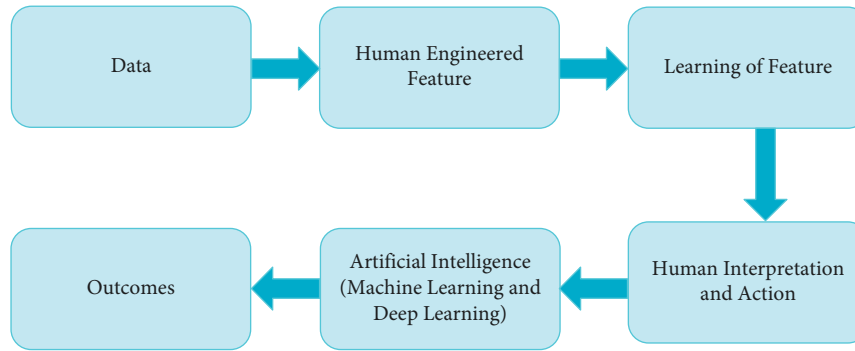 Data
Human Engineered
Feature
Learning of Feature
Human Interpretation
and Action
Artificial Intelligence
(Machine Learning and
Deep Learning)
Outcomes